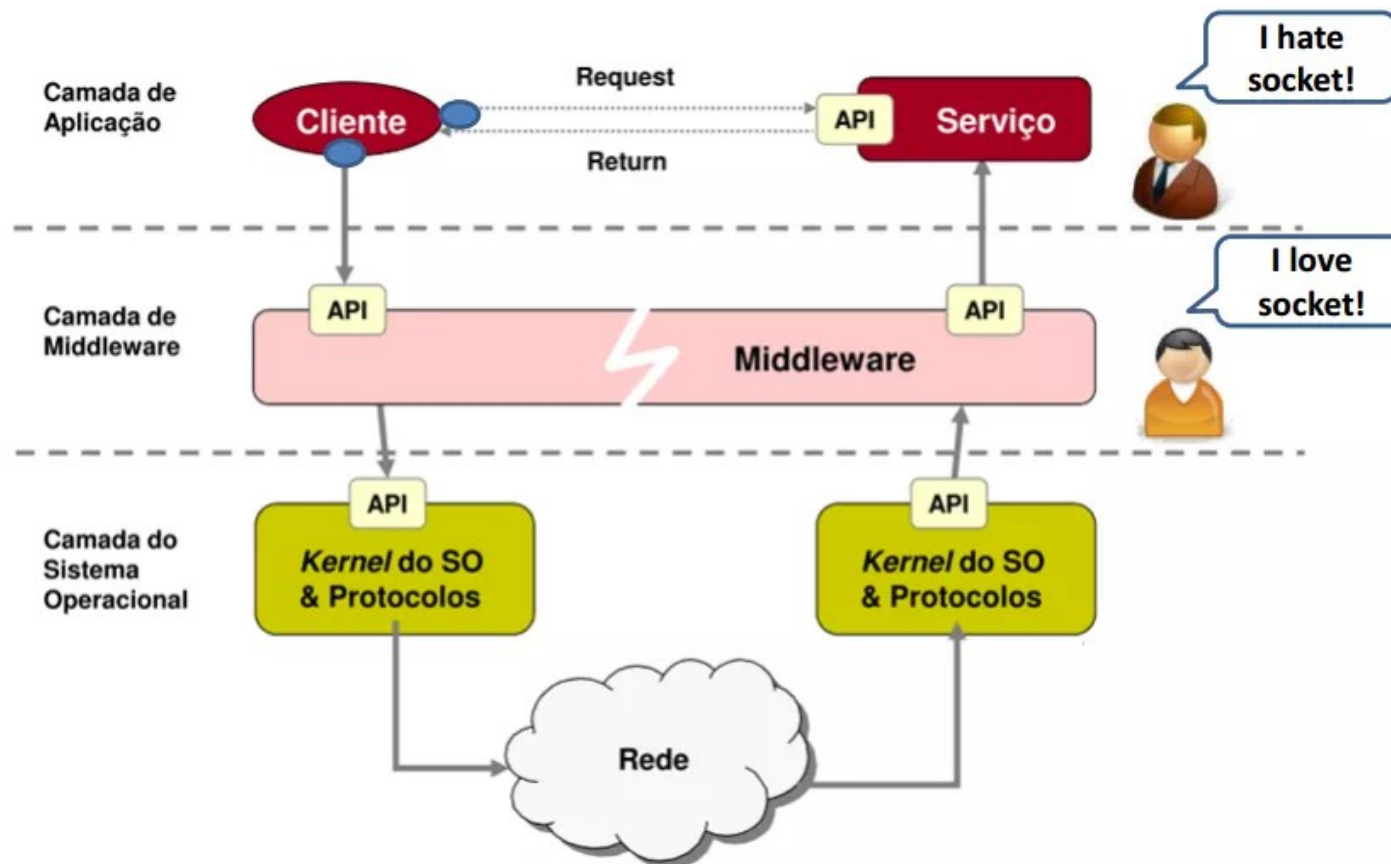 I hate
socket!
Camada de
Aplicação
Cliente
Request
Return
API
Serviço
I love
socket!
Camada de
Middleware
API
Middleware
API
Camada do
Sistema
Operacional
API
Kernel do SO
& Protocolos
API
Kernel do SO
& Protocolos
Rede